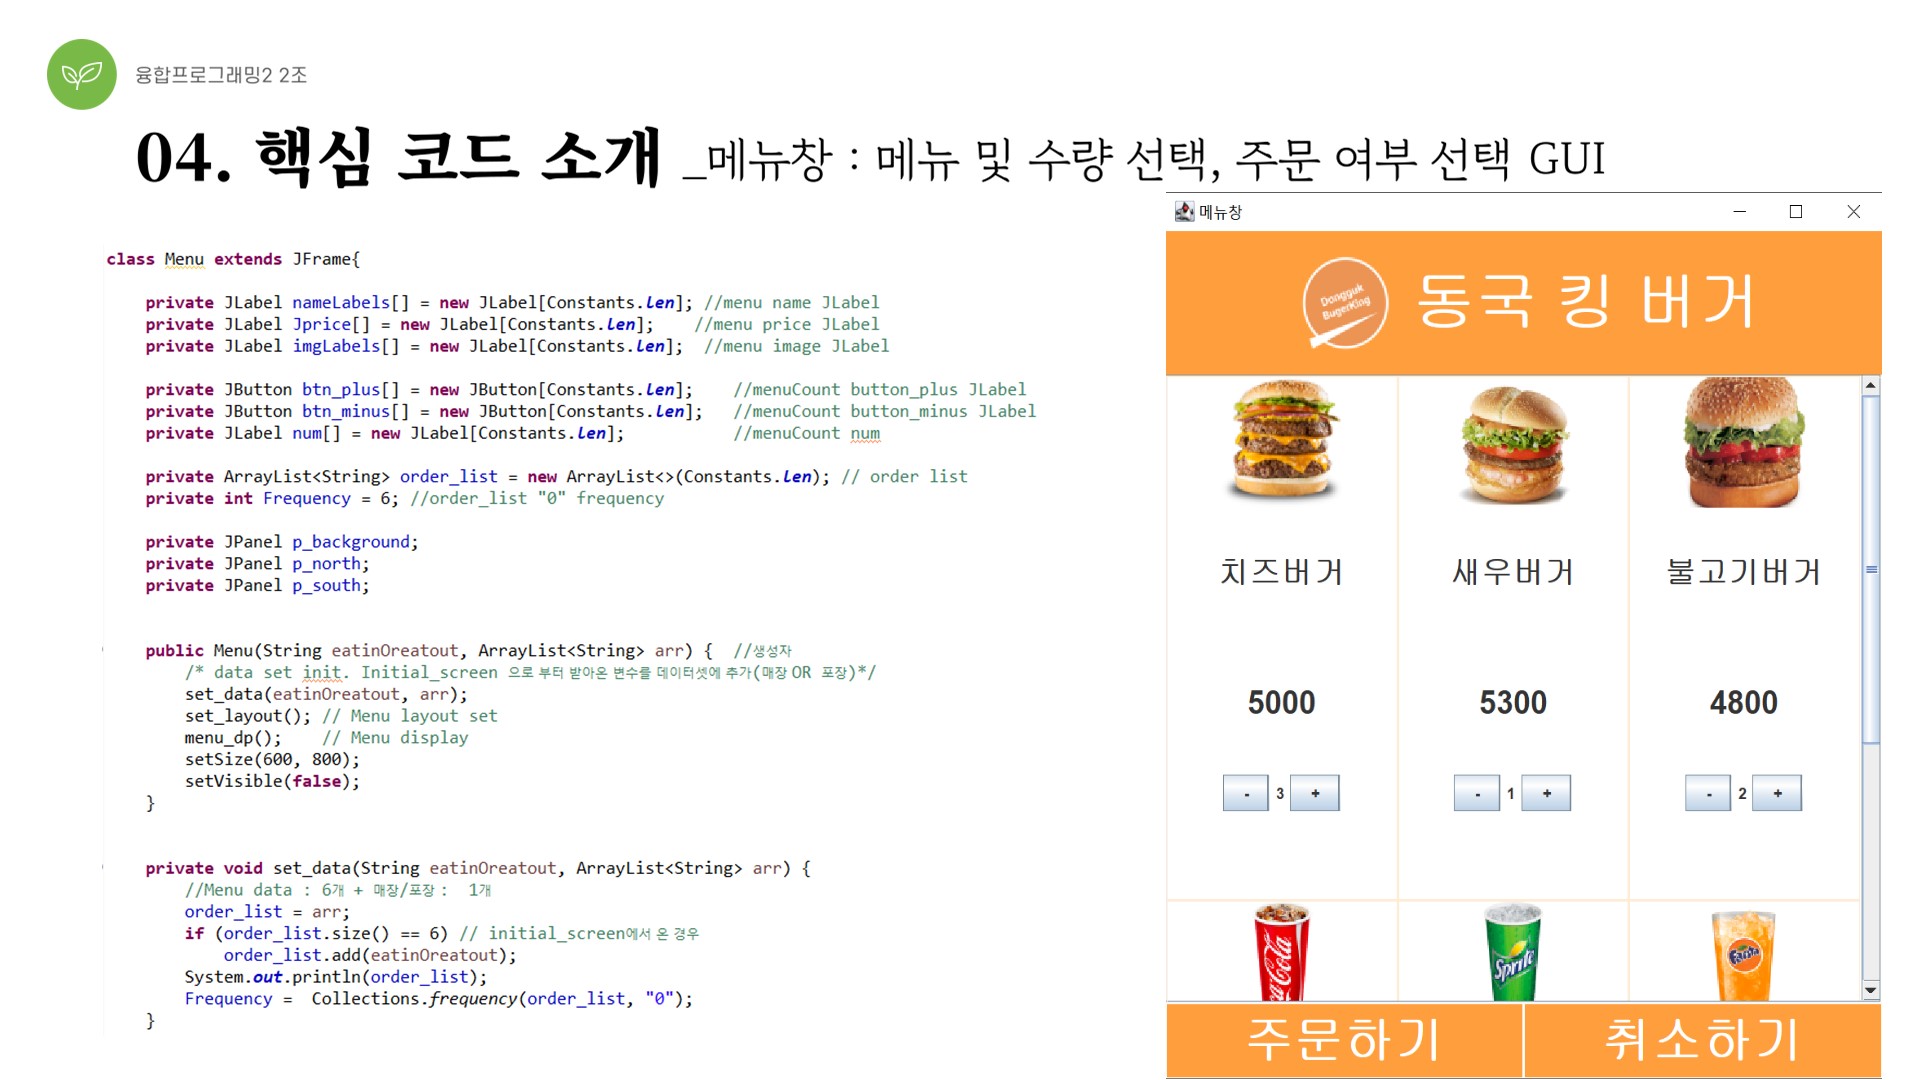 융합프로그래밍2 2조
04. 핵심 코드 소개 _메뉴창 : 메뉴 및 수량 선택, 주문 여부 선택 GUI
class Menu extends JFrame{
private JLabel nameLabels[] = new JLabel[Constants.len]; //menu name JLabel
private JLabel Jprice[] = new JLabel[Constants.len]; //menu price JLabel
private JLabel imgLabels[] = new JLabel[Constants.len]; //menu image JLabel
private JButton btn_plus[] = new JButton[Constants.len]; //menuCount button_plus JLabel
private JButton btn_minus[] = new JButton[Constants.len]; //menuCount button_minus JLabel
private JLabel num[] = new JLabel[Constants.len]; //menuCount num
private ArrayList<String> order_list = new ArrayList<>(Constants.len); // order list
private int Frequency = 6; //order_list "0" frequency
private JPanel p_background;
private JPanel p_north;
private JPanel p_south;
public Menu(String eatinOreatout, ArrayList<String> arr) { //생성자
/* data set init. Initial_screen 으로 부터 받아온 변수를 데이터셋에 추가(매장 OR 포장)*/
set_data(eatinOreatout, arr);
set_layout(); // Menu layout set
menu_dp(); // Menu display
setSize(600, 800);
setVisible(false);
}
private void set_data(String eatinOreatout, ArrayList<String> arr) {
//Menu data : 6개 + 매장/포장 : 1개
order_list = arr;
if (order_list.size() == 6) // initial_screen에서 온 경우
order_list.add(eatinOreatout);
System.out.println(order_list);
Frequency = Collections.frequency(order_list, "0");
}
메뉴창
Dongguk
BugerKing
동국 킹 버거
치즈버거 새우버거 불고기버거
5000 5300 4800
- 3 + - 1 + - 2 +
Coca-Cola Sprite Fanta
주문하기 취소하기